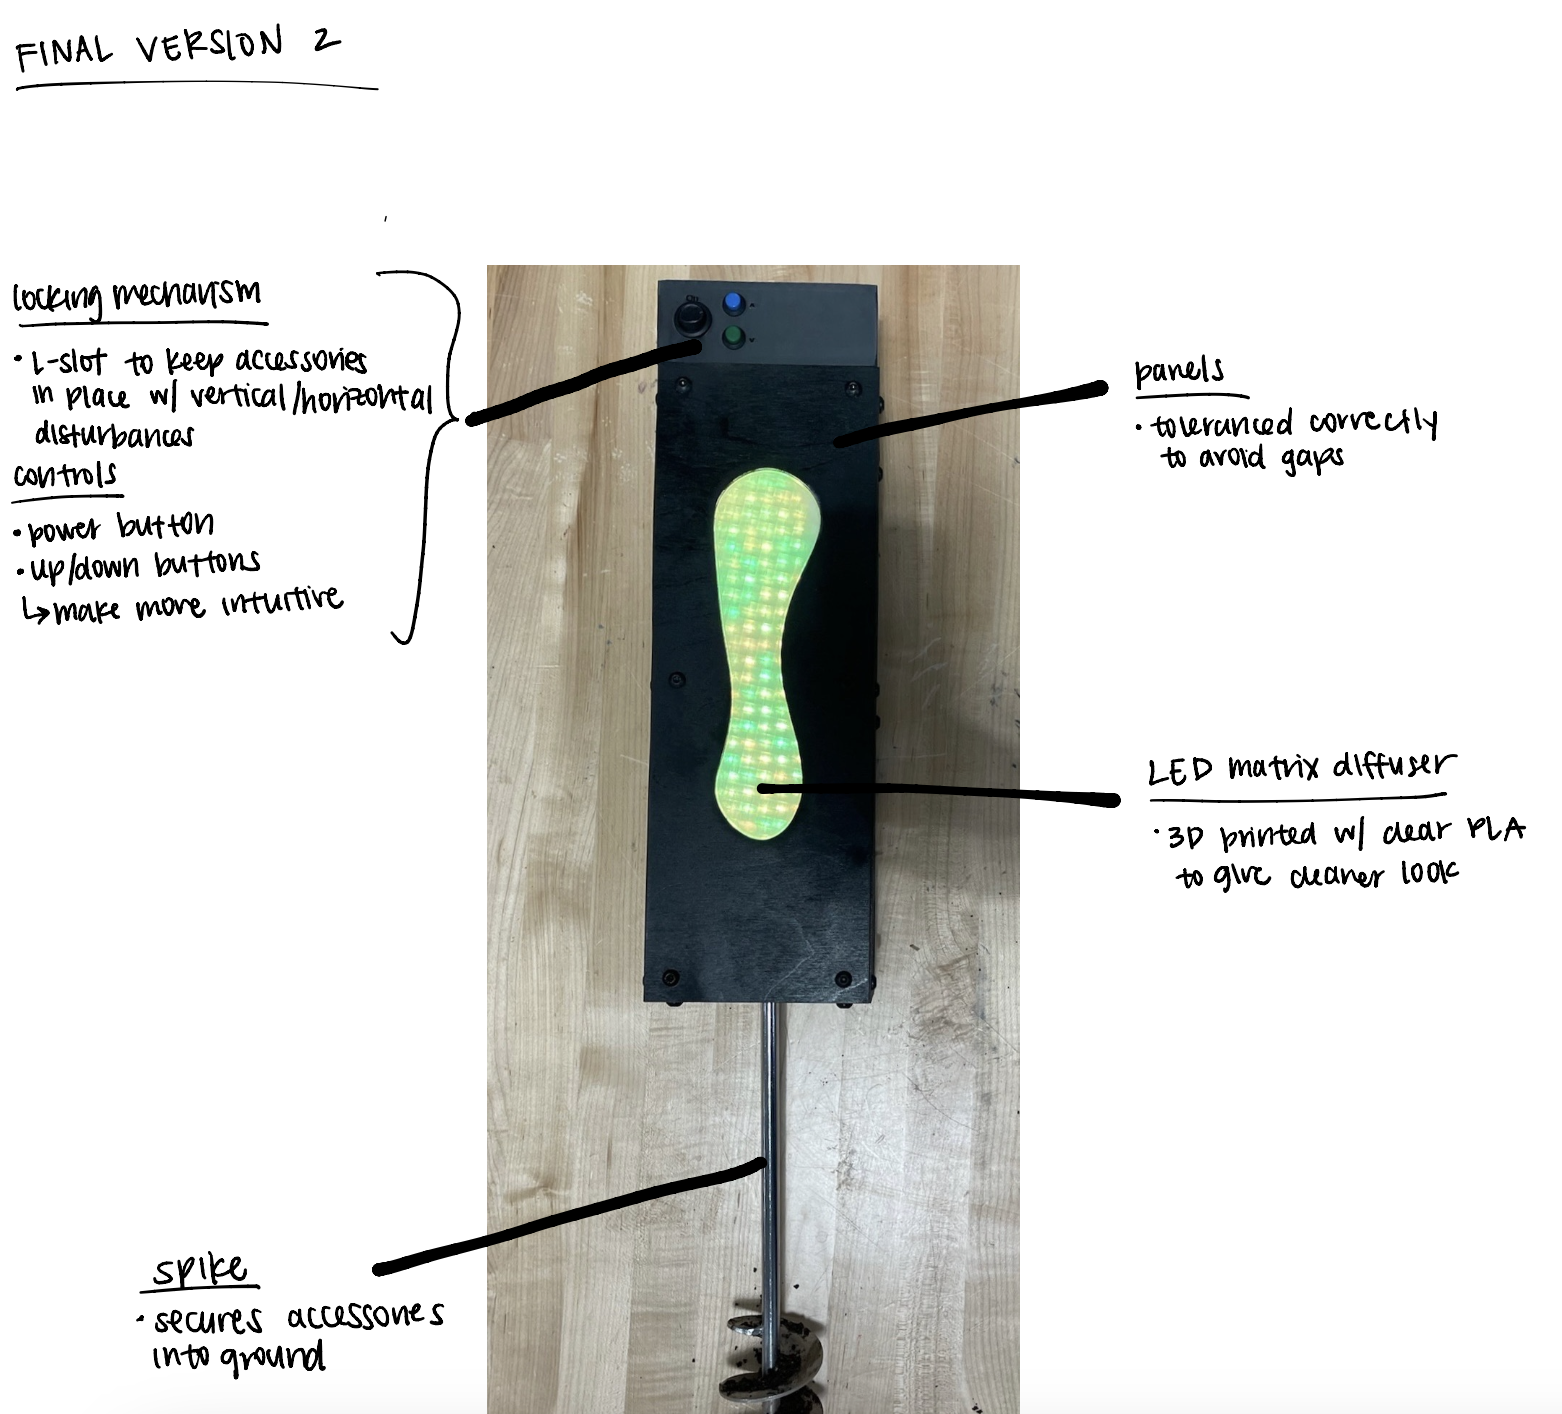 FINAL VERSION 2
locking mechanism
• L-slot to keep accessories
in place w/ vertical/horizontal
disturbances
controls
• power button
• up/down buttons
↳ make more intuitive
panels
• toleranced correctly
to avoid gaps
LED matrix diffuser
• 3D printed w/ clear PLA
to give cleaner look
spike
• secures accessories
into ground